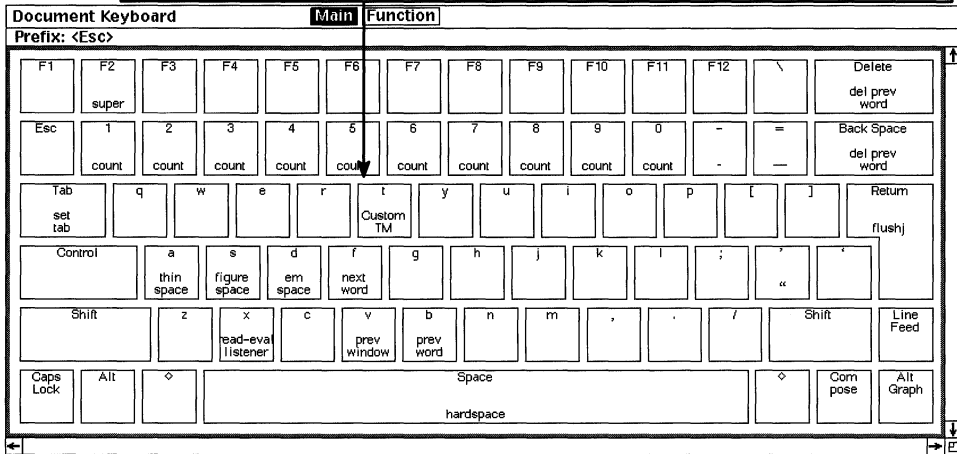 Document Keyboard Main Function
Prefix: <Esc>
F1 F2 F3 F4 F5 F6 F7 F8 F9 F10 F11 F12 \ Delete
super del prev word
Esc 1 2 3 4 5 6 7 8 9 0 - = Back Space
count count count count count count count count count count - — del prev word
Tab q w e r t y u i o p [ ] Return
set tab Custom TM flushj
Control a s d f g h j k l ; ' ‘
thin space figure space em space next word “
Shift z x c v b n m , . / Shift Line Feed
read-eval listener prev window prev word
Caps Lock Alt ◇ Space ◇ Com pose Alt Graph
hardspace